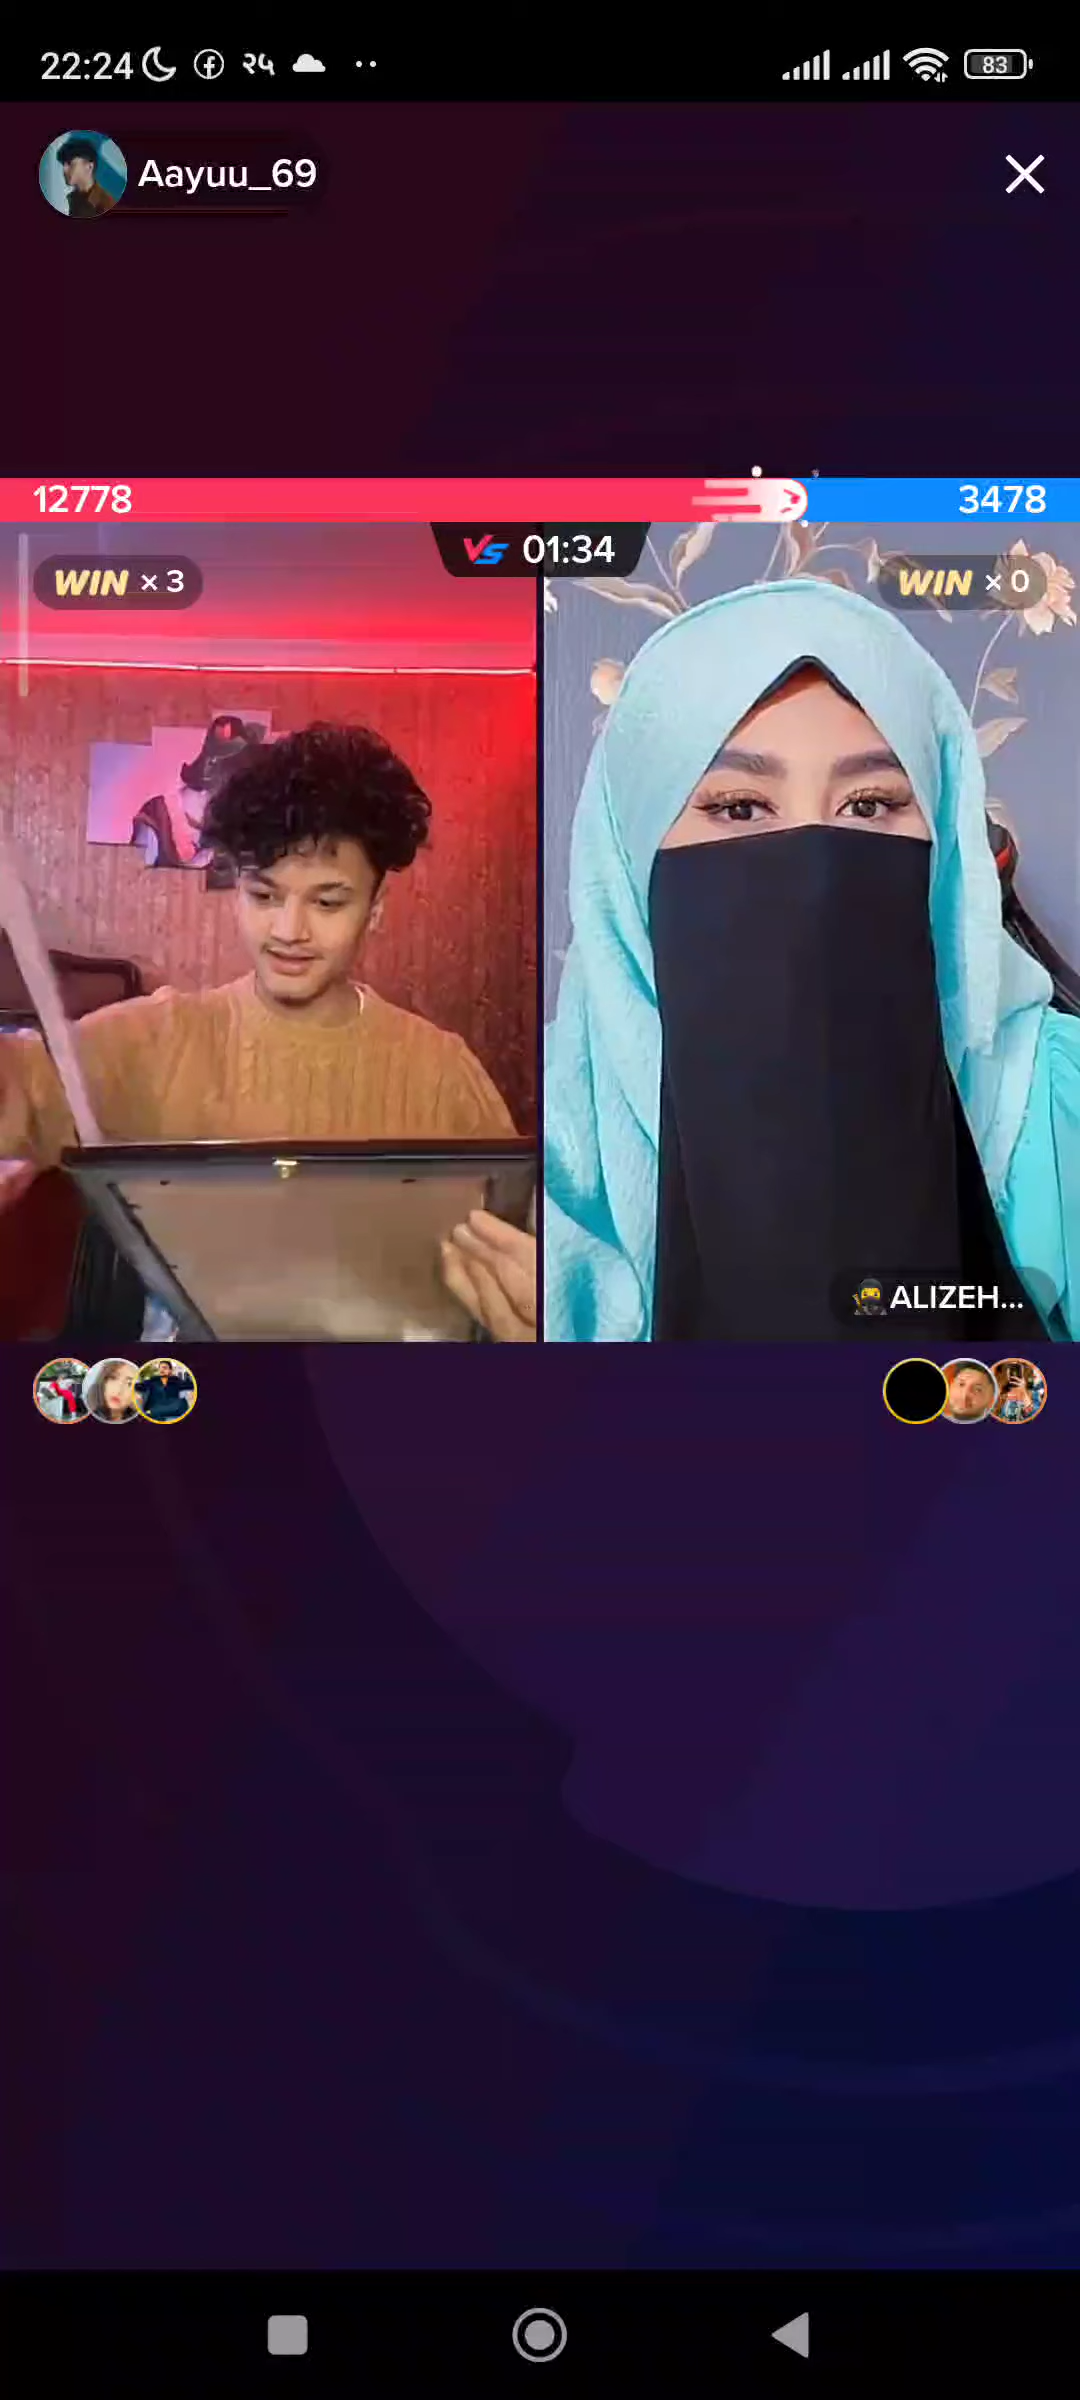 22:24 २५ 83
Aayuu_69
12778 3478
VS 01:34
WIN × 3 WIN × 0
ALIZEH...